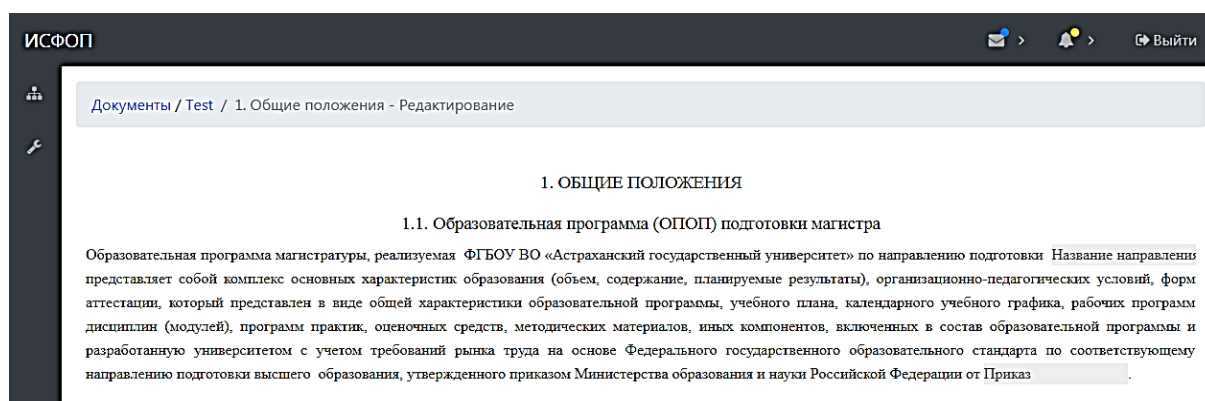 ИСФОП
Выйти
Документы / Test / 1. Общие положения - Редактирование
1. ОБЩИЕ ПОЛОЖЕНИЯ
1.1. Образовательная программа (ОПОП) подготовки магистра
Образовательная программа магистратуры, реализуемая ФГБОУ ВО «Астраханский государственный университет» по направлению подготовки Название направления
представляет собой комплекс основных характеристик образования (объем, содержание, планируемые результаты), организационно-педагогических условий, форм
аттестации, который представлен в виде общей характеристики образовательной программы, учебного плана, календарного учебного графика, рабочих программ
дисциплин (модулей), программ практик, оценочных средств, методических материалов, иных компонентов, включенных в состав образовательной программы и
разработанную университетом с учетом требований рынка труда на основе Федерального государственного образовательного стандарта по соответствующему
направлению подготовки высшего образования, утвержденного приказом Министерства образования и науки Российской Федерации от Приказ .